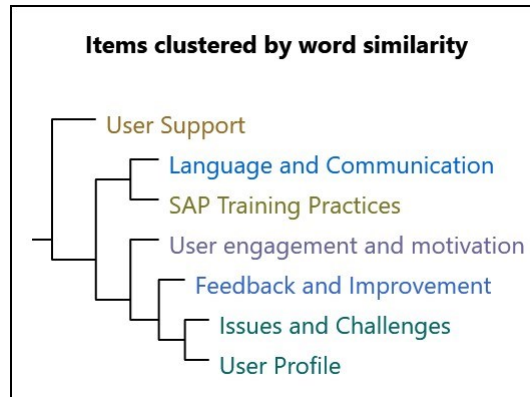 Items clustered by word similarity
User Support
Language and Communication
SAP Training Practices
User engagement and motivation
Feedback and Improvement
Issues and Challenges
User Profile